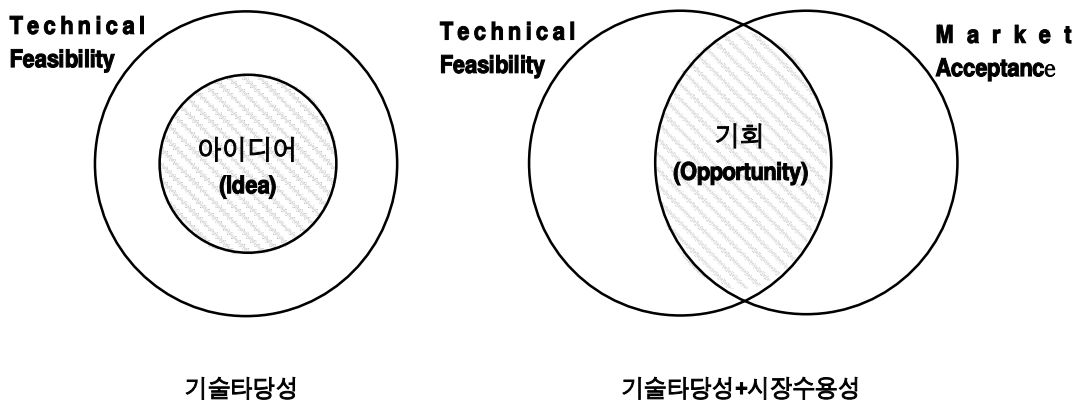 Technical
Feasibility
아이디어
(Idea)
기술타당성
Technical
Feasibility
Market
Acceptance
기회
(Opportunity)
기술타당성+시장수용성